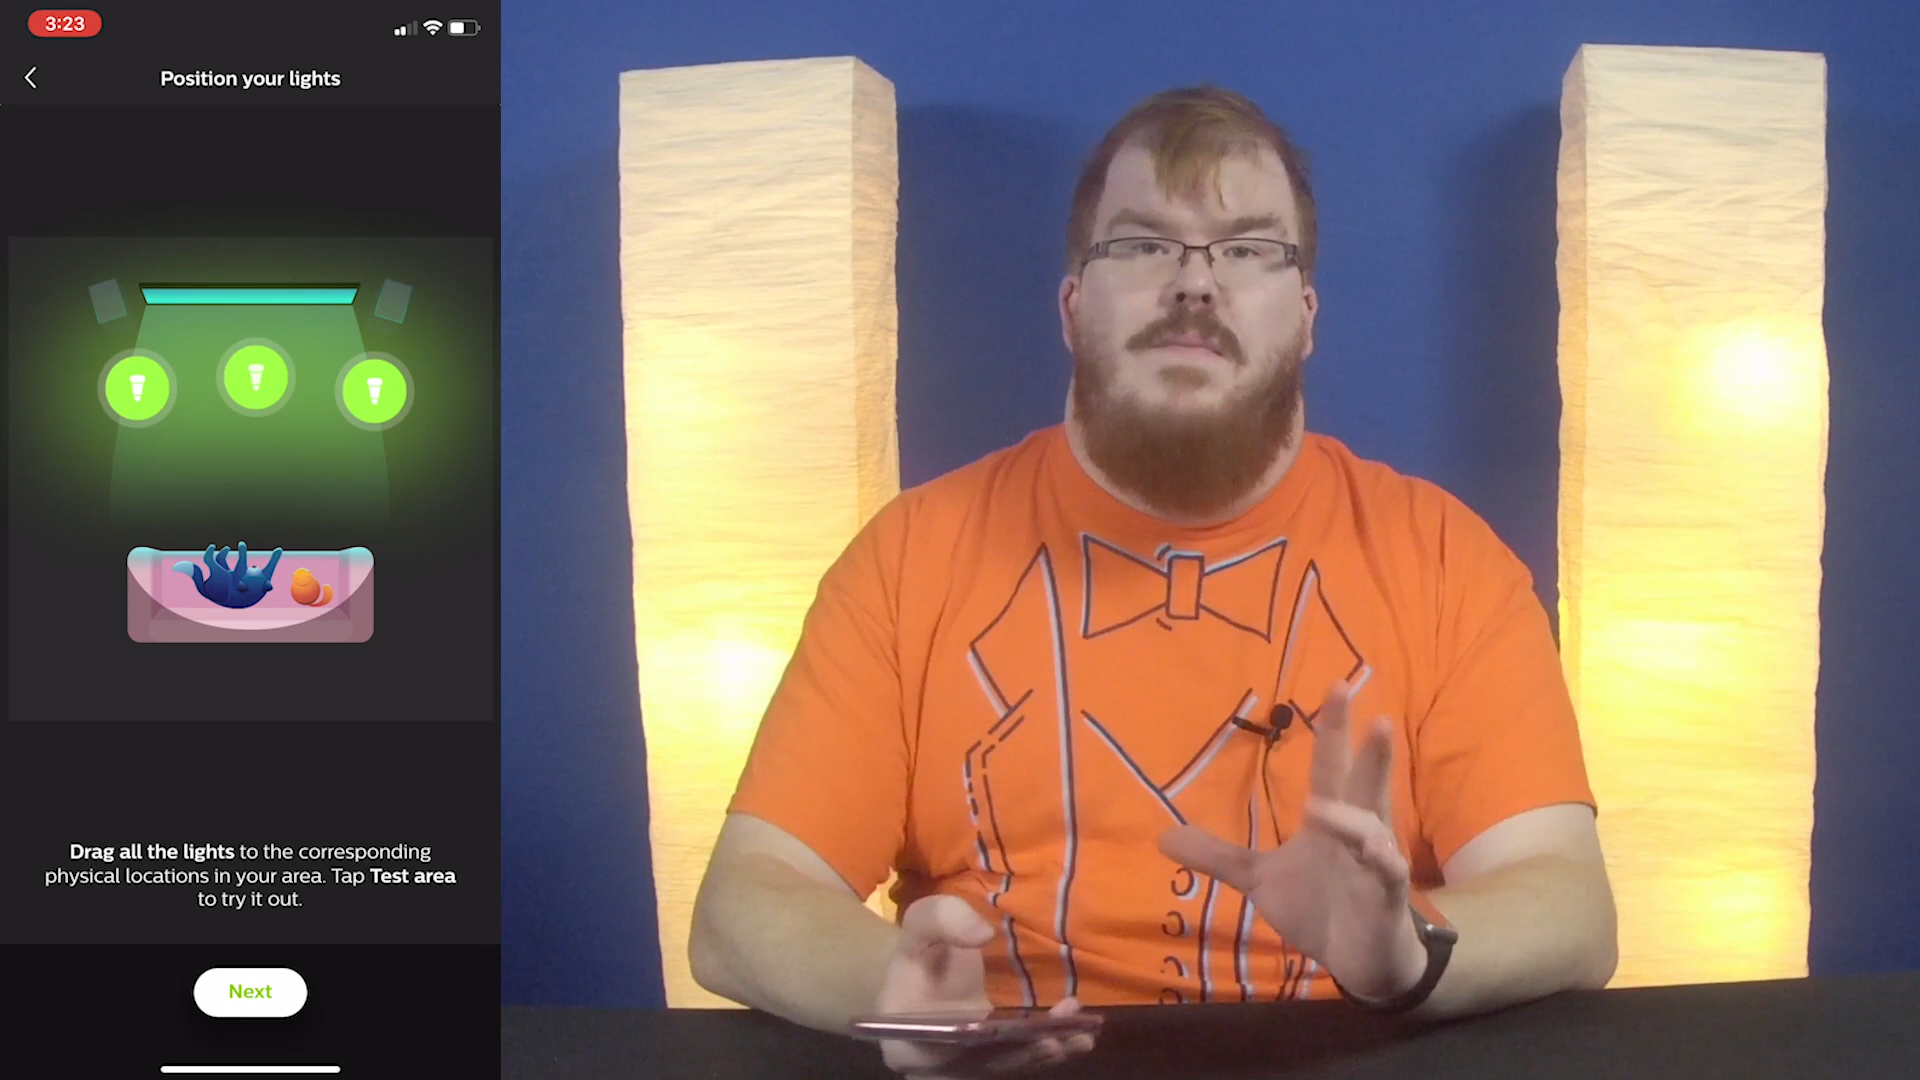 3:23
Position your lights
Drag all the lights to the corresponding
physical locations in your area. Tap Test area
to try it out.
Next